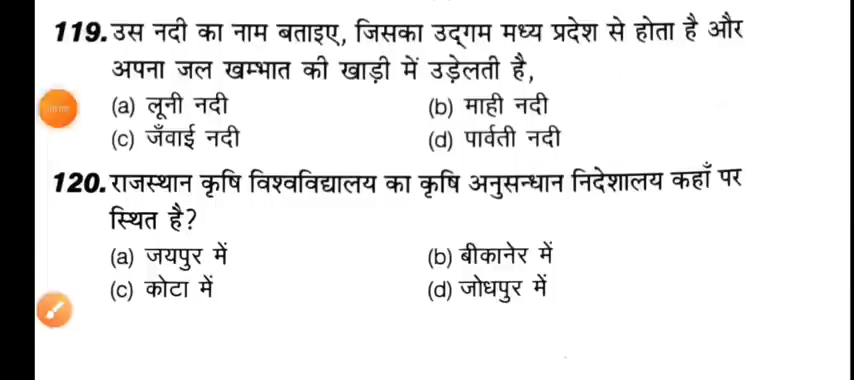 119. उस नदी का नाम बताइए, जिसका उद्गम मध्य प्रदेश से होता है और
अपना जल खम्भात की खाड़ी में उड़ेलती है,
(a) लूनी नदी (b) माही नदी
(c) जँवाई नदी (d) पार्वती नदी
120. राजस्थान कृषि विश्वविद्यालय का कृषि अनुसन्धान निदेशालय कहाँ पर
स्थित है?
(a) जयपुर में (b) बीकानेर में
(c) कोटा में (d) जोधपुर में